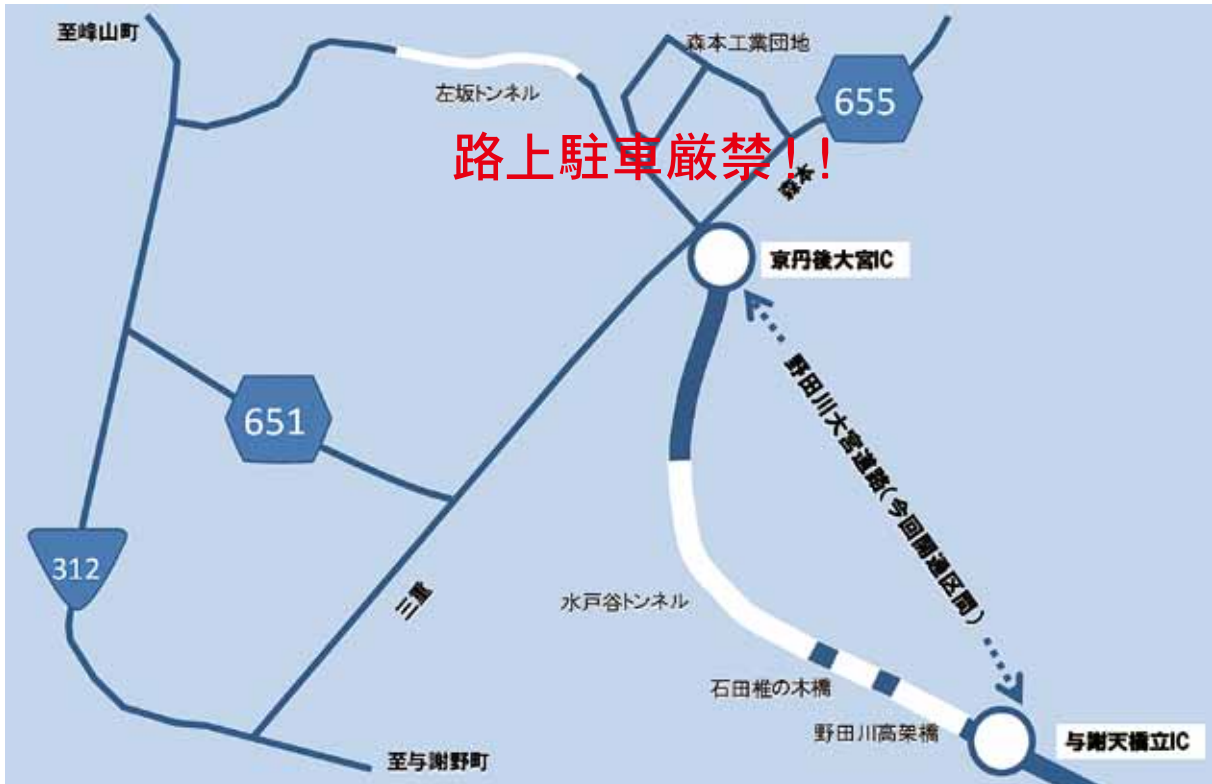 至峰山町
森本工業団地
左坂トンネル
655
路上駐車厳禁!!
森本
京丹後大宮IC
野田川大宮道路(今回開通区間)
651
312
三重
水戸谷トンネル
石田椎の木橋
野田川高架橋
与謝天橋立IC
至与謝野町